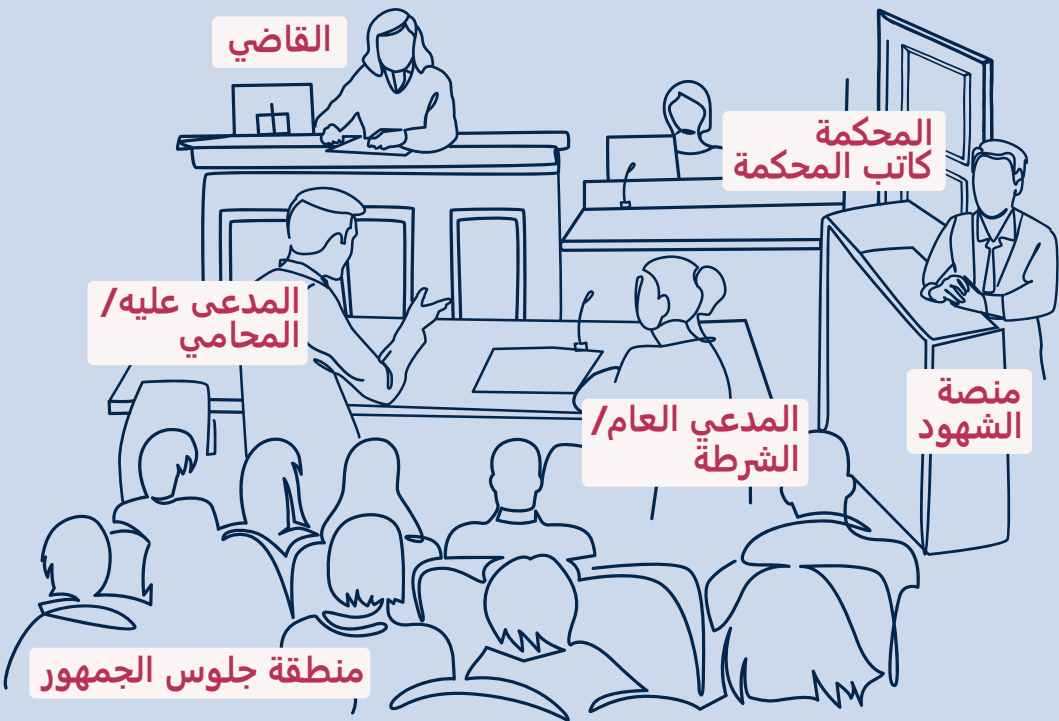 القاضي
المحكمة
كاتب المحكمة
المدعى عليه/
المحامي
منصة
الشهود
المدعي العام/
الشرطة
منطقة جلوس الجمهور